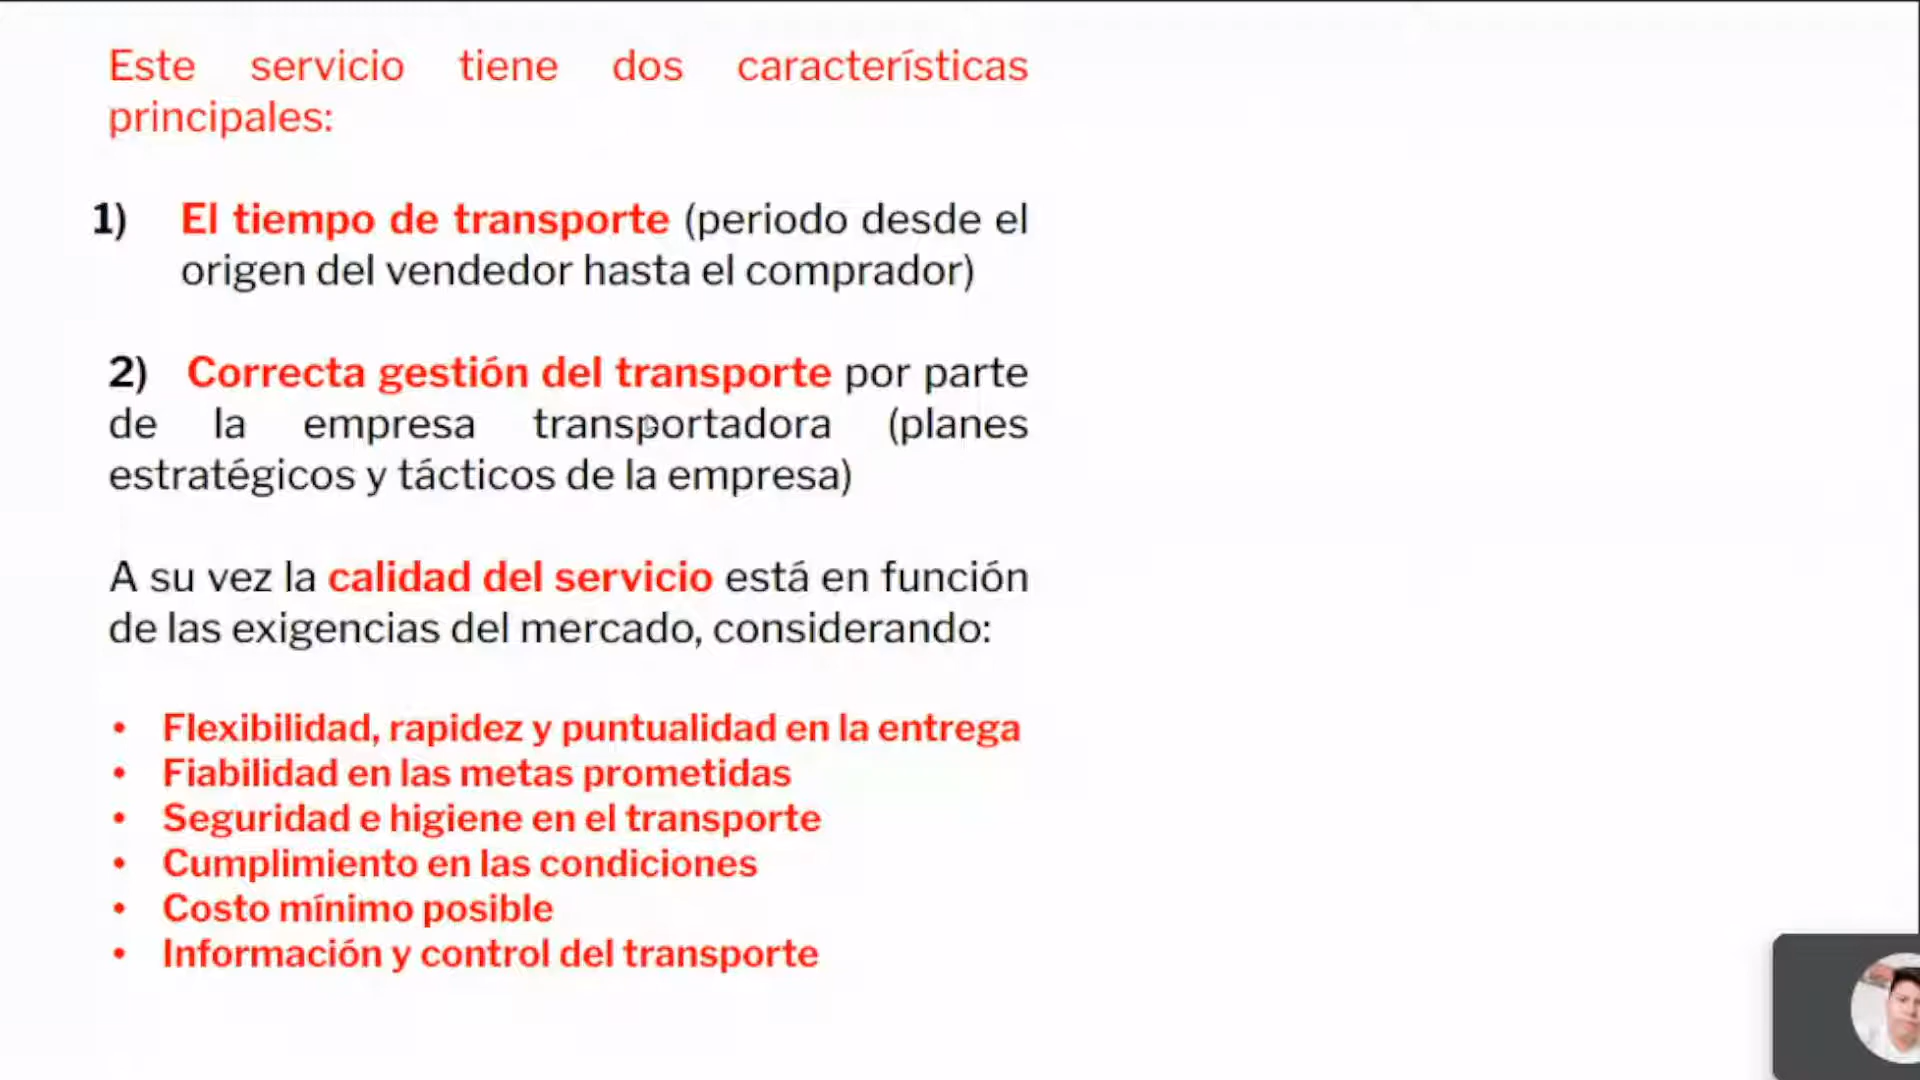 Este servicio tiene dos características
principales:
1) El tiempo de transporte (periodo desde el
origen del vendedor hasta el comprador)
2) Correcta gestión del transporte por parte
de la empresa transportadora (planes
estratégicos y tácticos de la empresa)
A su vez la calidad del servicio está en función
de las exigencias del mercado, considerando:
• Flexibilidad, rapidez y puntualidad en la entrega
• Fiabilidad en las metas prometidas
• Seguridad e higiene en el transporte
• Cumplimiento en las condiciones
• Costo mínimo posible
• Información y control del transporte